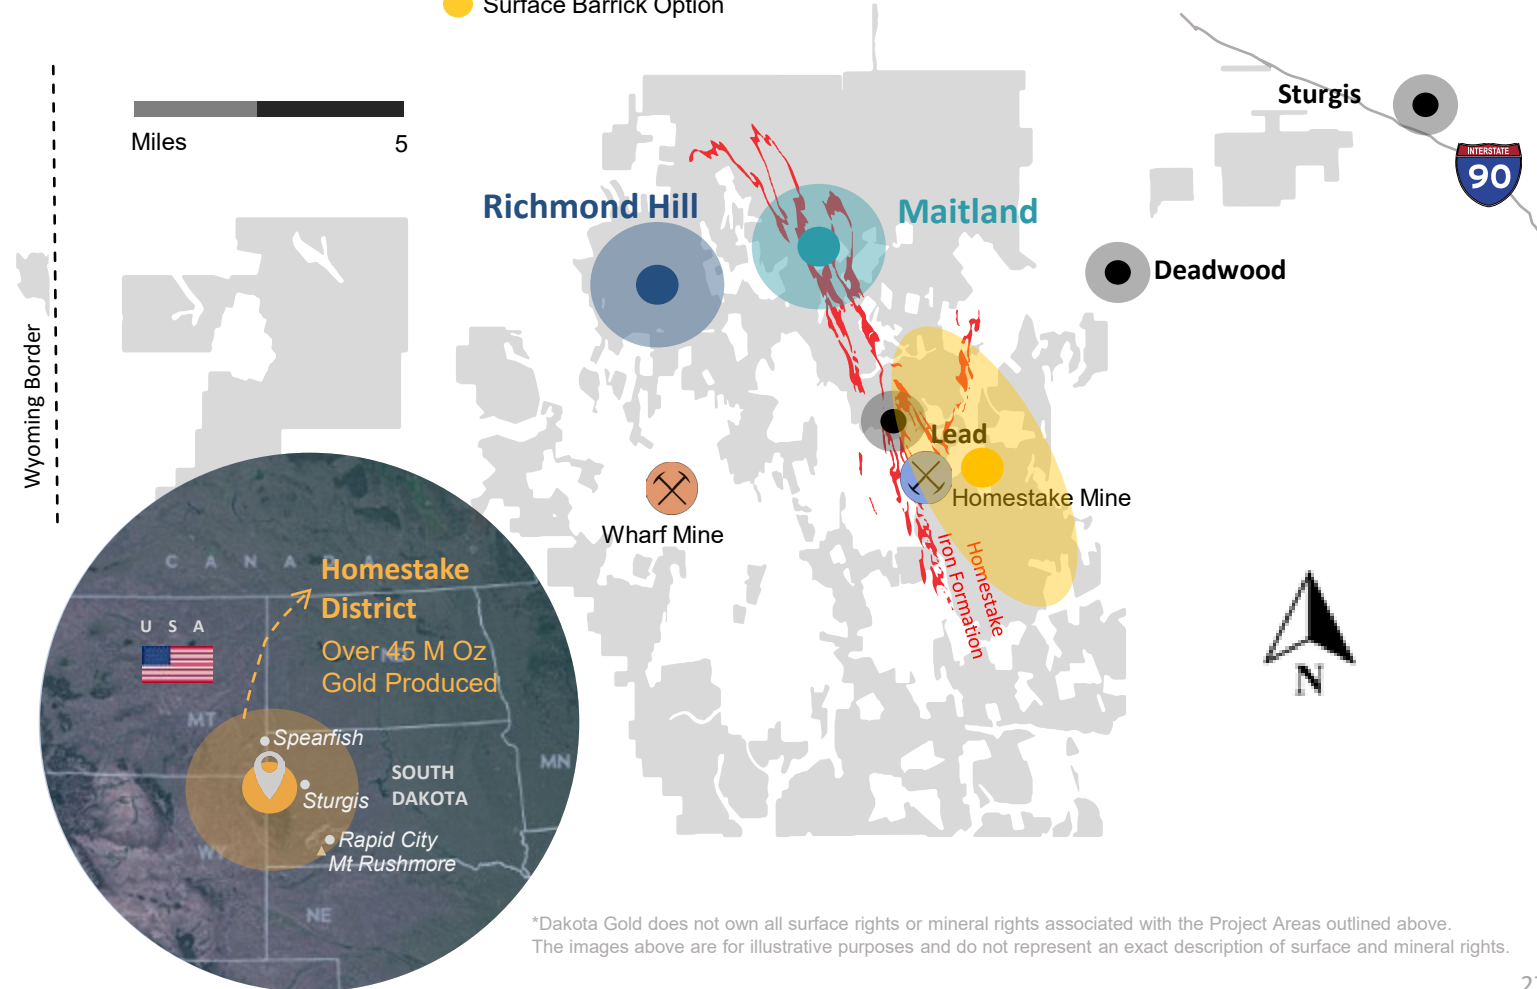 Surface Barrick Option
Sturgis
Miles 5
INTERSTATE
90
Richmond Hill
Maitland
Deadwood
Wyoming Border
Lead
Homestake Mine
Wharf Mine
Homestake
Iron Formation
CANADA
Homestake
District
USA
Over 45 M Oz
Gold Produced
ND
MT
Spearfish
MN
SOUTH
DAKOTA
Sturgis
Rapid City
WY
Mt Rushmore
NE
N
*Dakota Gold does not own all surface rights or mineral rights associated with the Project Areas outlined above.
The images above are for illustrative purposes and do not represent an exact description of surface and mineral rights.